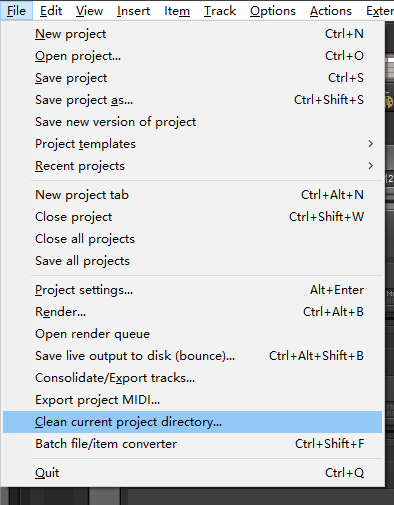 File Edit View Insert Item Track Options Actions Exter
New project Ctrl+N
Open project... Ctrl+O
Save project Ctrl+S
Save project as... Ctrl+Shift+S
Save new version of project
Project templates
Recent projects
New project tab Ctrl+Alt+N
Close project Ctrl+Shift+W
Close all projects
Save all projects
Project settings... Alt+Enter
Render... Ctrl+Alt+B
Open render queue
Save live output to disk (bounce)... Ctrl+Alt+Shift+B
Consolidate/Export tracks...
Export project MIDI...
Clean current project directory...
Batch file/item converter Ctrl+Shift+F
Quit Ctrl+Q